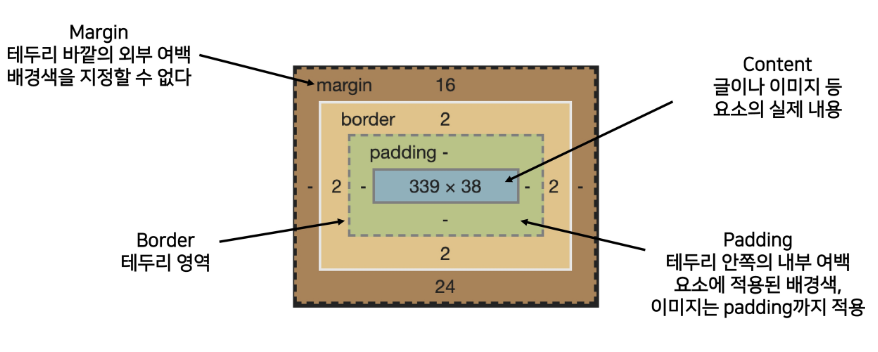 Margin
테두리 바깥의 외부 여백
배경색을 지정할 수 없다
Content
글이나 이미지 등
요소의 실제 내용
margin 16
border 2
padding -
- 2 - 339 × 38 - 2 -
-
2
24
Border
테두리 영역
Padding
테두리 안쪽의 내부 여백
요소에 적용된 배경색,
이미지는 padding까지 적용